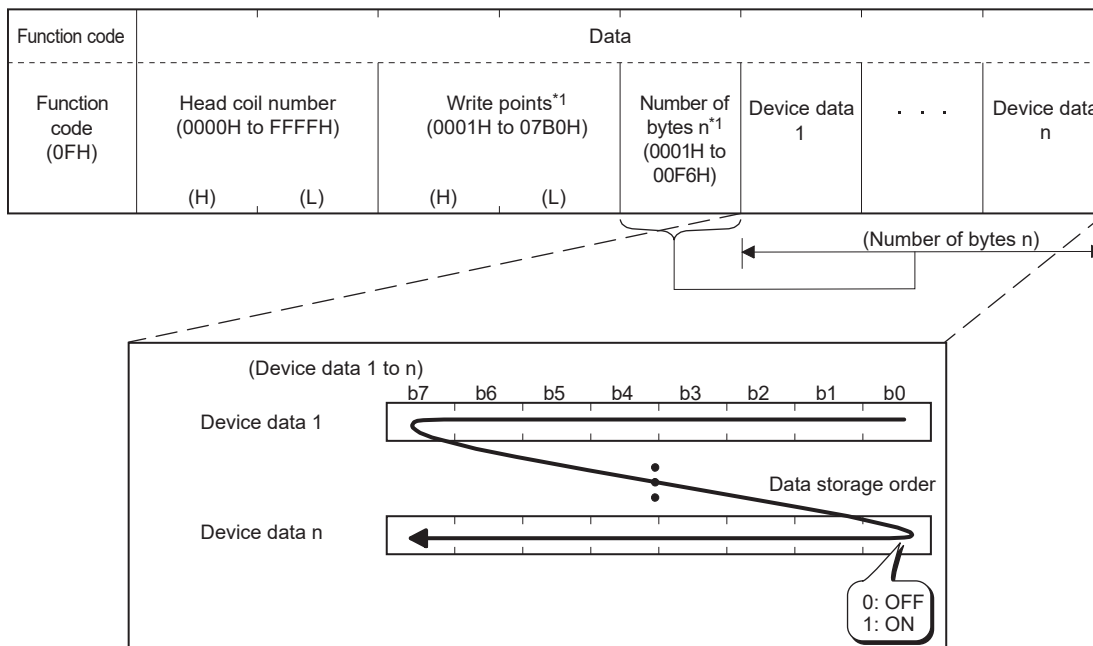 Function code Data
Function
code
(0FH)
Head coil number
(0000H to FFFFH)
(H) (L)
Write points*1
(0001H to 07B0H)
(H) (L)
Number of
bytes n*1
(0001H to
00F6H)
Device data
1
. . .
Device data
n
(Number of bytes n)
(Device data 1 to n)
b7 b6 b5 b4 b3 b2 b1 b0
Device data 1
Data storage order
Device data n
0: OFF
1: ON